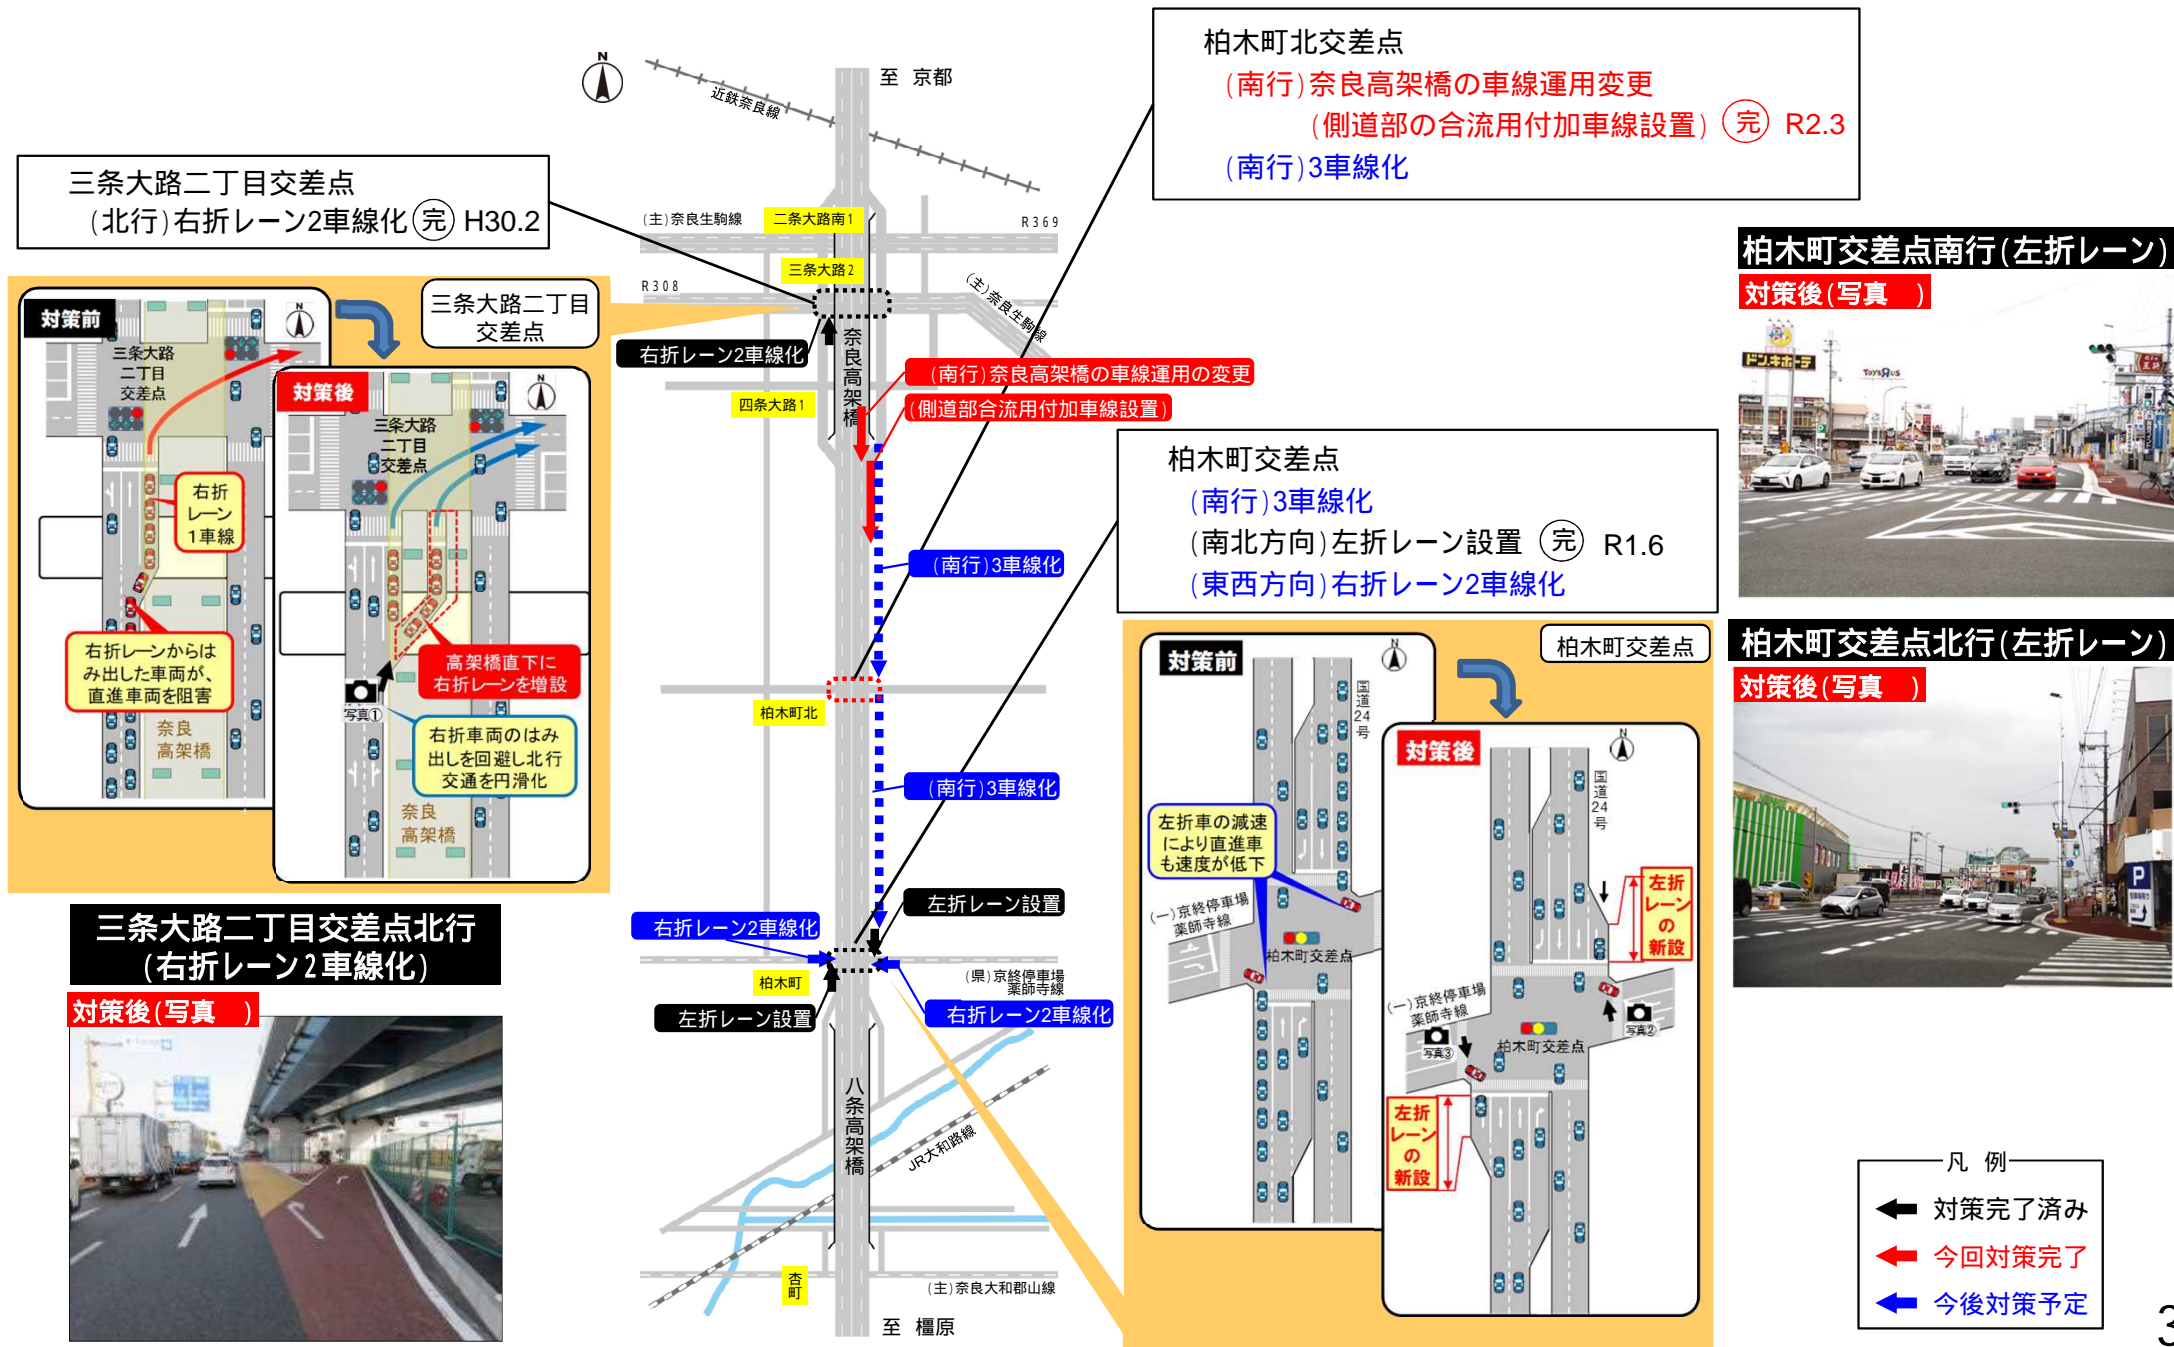 柏木町北交差点
(南行)奈良高架橋の車線運用変更
(側道部の合流用付加車線設置) 完 R2.3
(南行)3車線化
三条大路二丁目交差点
(北行)右折レーン2車線化 完 H30.2
柏木町交差点
(南行)3車線化
(南北方向)左折レーン設置 完 R1.6
(東西方向)右折レーン2車線化
N
至 京都
近鉄奈良線
(主)奈良生駒線
二条大路南1
R369
三条大路2
R308
(主)奈良生駒線
右折レーン2車線化
奈良高架橋
(南行)奈良高架橋の車線運用の変更
(側道部合流用付加車線設置)
四条大路1
(南行)3車線化
柏木町北
(南行)3車線化
左折レーン設置
右折レーン2車線化
柏木町
(県)京終停車場
薬師寺線
左折レーン設置
右折レーン2車線化
八条高架橋
JR大和路線
杏町
(主)奈良大和郡山線
至 橿原
三条大路二丁目
交差点
対策前
N
三条大路
二丁目
交差点
右折
レーン
1車線
右折レーンからは
み出した車両が、
直進車両を阻害
奈良
高架橋
対策後
N
三条大路
二丁目
交差点
高架橋直下に
右折レーンを増設
写真①
右折車両のはみ
出しを回避し北行
交通を円滑化
奈良
高架橋
三条大路二丁目交差点北行
(右折レーン2車線化)
対策後(写真 )
柏木町交差点
対策前
N
国道24号
左折車の減速
により直進車
も速度が低下
(一)京終停車場
薬師寺線
柏木町交差点
対策後
N
国道24号
左折
レーン
の
新設
(一)京終停車場
薬師寺線
写真②
写真③
柏木町交差点
左折
レーン
の
新設
柏木町交差点南行(左折レーン)
対策後(写真 )
ドン.キホーテ
ToysЯus
柏木町交差点北行(左折レーン)
対策後(写真 )
P
凡 例
対策完了済み
今回対策完了
今後対策予定
3